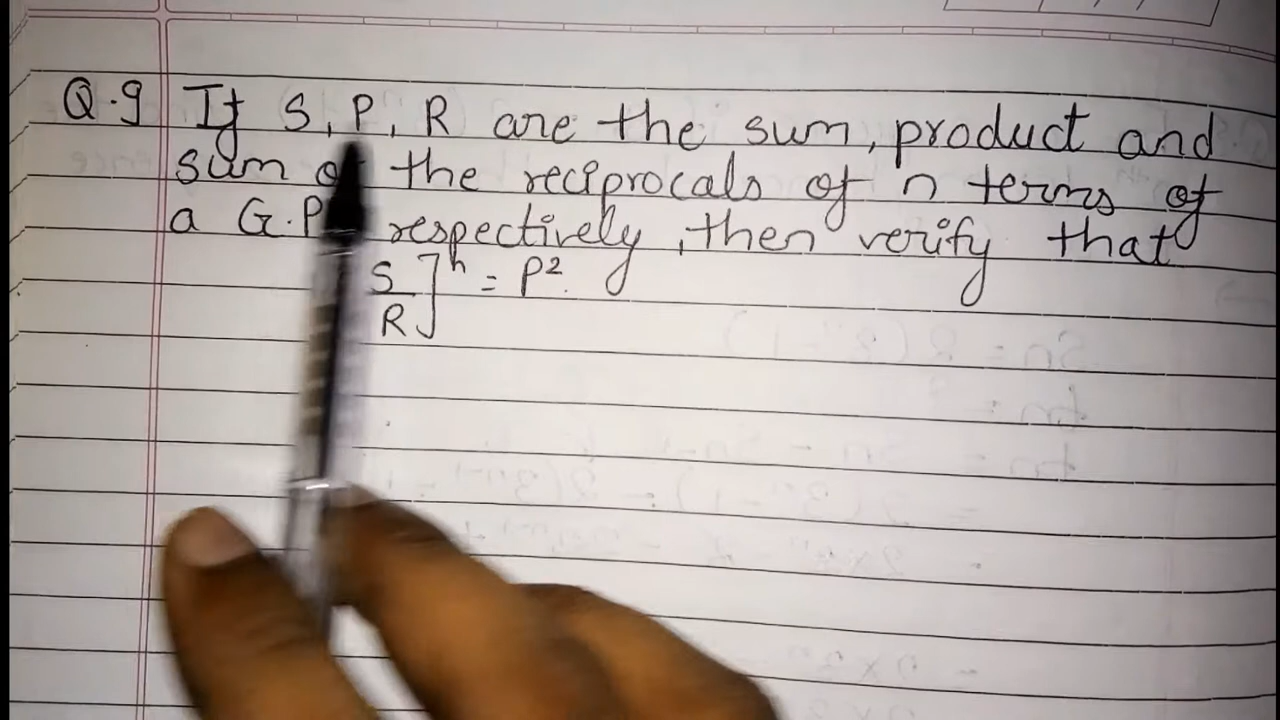 Q.9 If S, P, R are the sum, product and
sum of the reciprocals of n terms of
a G.P respectively, then verify that
S/R]ⁿ = P².